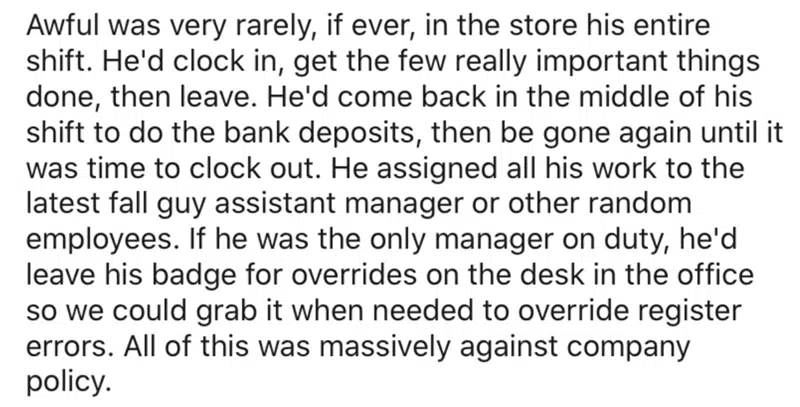 Awful was very rarely, if ever, in the store his entire
shift. He'd clock in, get the few really important things
done, then leave. He'd come back in the middle of his
shift to do the bank deposits, then be gone again until it
was time to clock out. He assigned all his work to the
latest fall guy assistant manager or other random
employees. If he was the only manager on duty, he'd
leave his badge for overrides on the desk in the office
so we could grab it when needed to override register
errors. All of this was massively against company
policy.